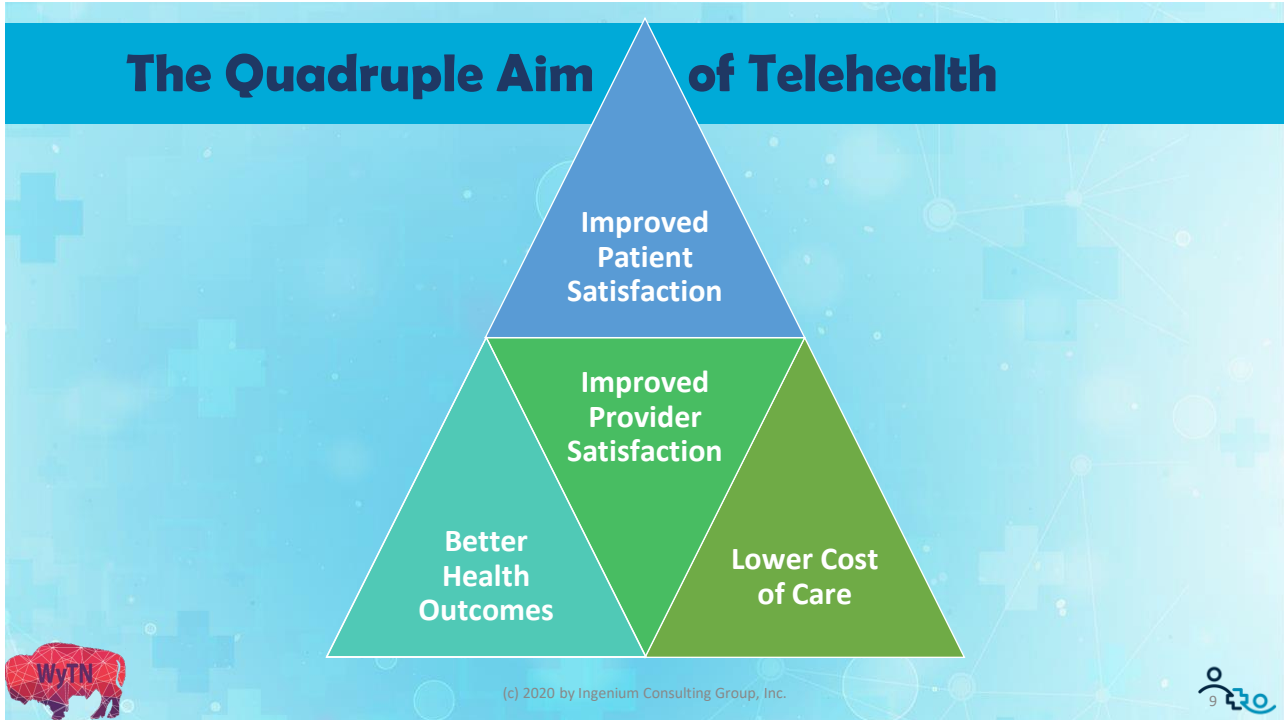 The Quadruple Aim of Telehealth
Improved
Patient
Satisfaction
Improved
Provider
Satisfaction
Better
Health
Outcomes
Lower Cost
of Care
WyTN
(c) 2020 by Ingenium Consulting Group, Inc.
9